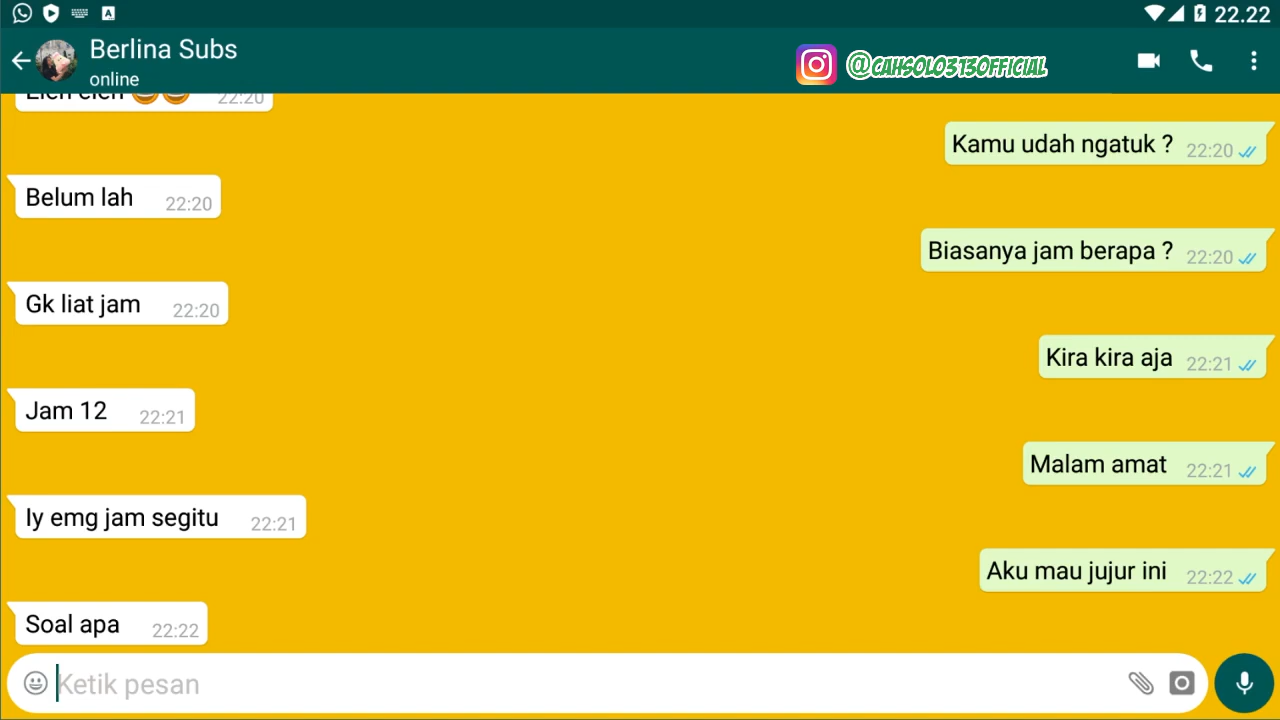 22.22
Berlina Subs
online
@CAHSOLO313OFFICIAL
22:20
Kamu udah ngatuk ? 22:20
Belum lah 22:20
Biasanya jam berapa ? 22:20
Gk liat jam 22:20
Kira kira aja 22:21
Jam 12 22:21
Malam amat 22:21
Iy emg jam segitu 22:21
Aku mau jujur ini 22:22
Soal apa 22:22
Ketik pesan